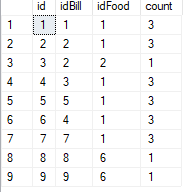 id idBill idFood count
1 1 1 1 3
2 2 2 1 3
3 3 2 2 1
4 4 3 1 3
5 5 5 1 3
6 6 4 1 3
7 7 7 1 3
8 8 8 6 1
9 9 9 6 1